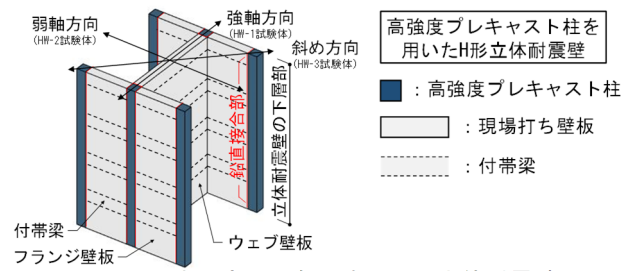 弱軸方向
(HW-2試験体)
強軸方向
(HW-1試験体)
斜め方向
(HW-3試験体)
鉛直接合部
立体耐震壁の下層部
付帯梁
フランジ壁板
ウェブ壁板
高強度プレキャスト柱を
用いたH形立体耐震壁
：高強度プレキャスト柱
：現場打ち壁板
：付帯梁